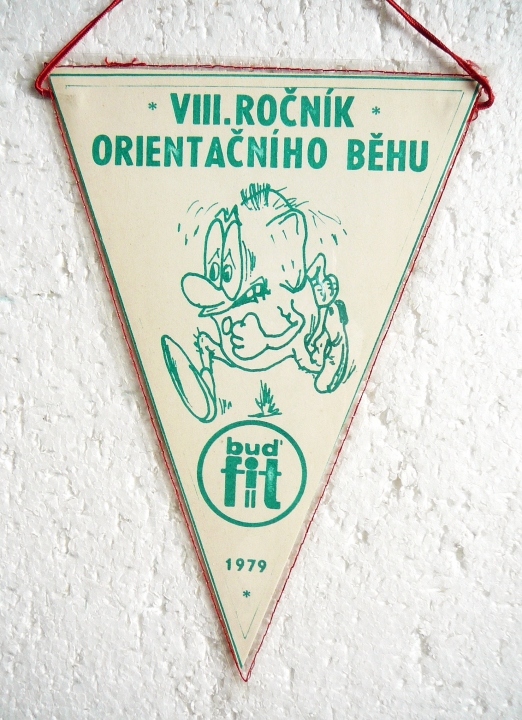 * VIII. ROČNÍK *
ORIENTAČNÍHO BĚHU
buď
fit
1979
*